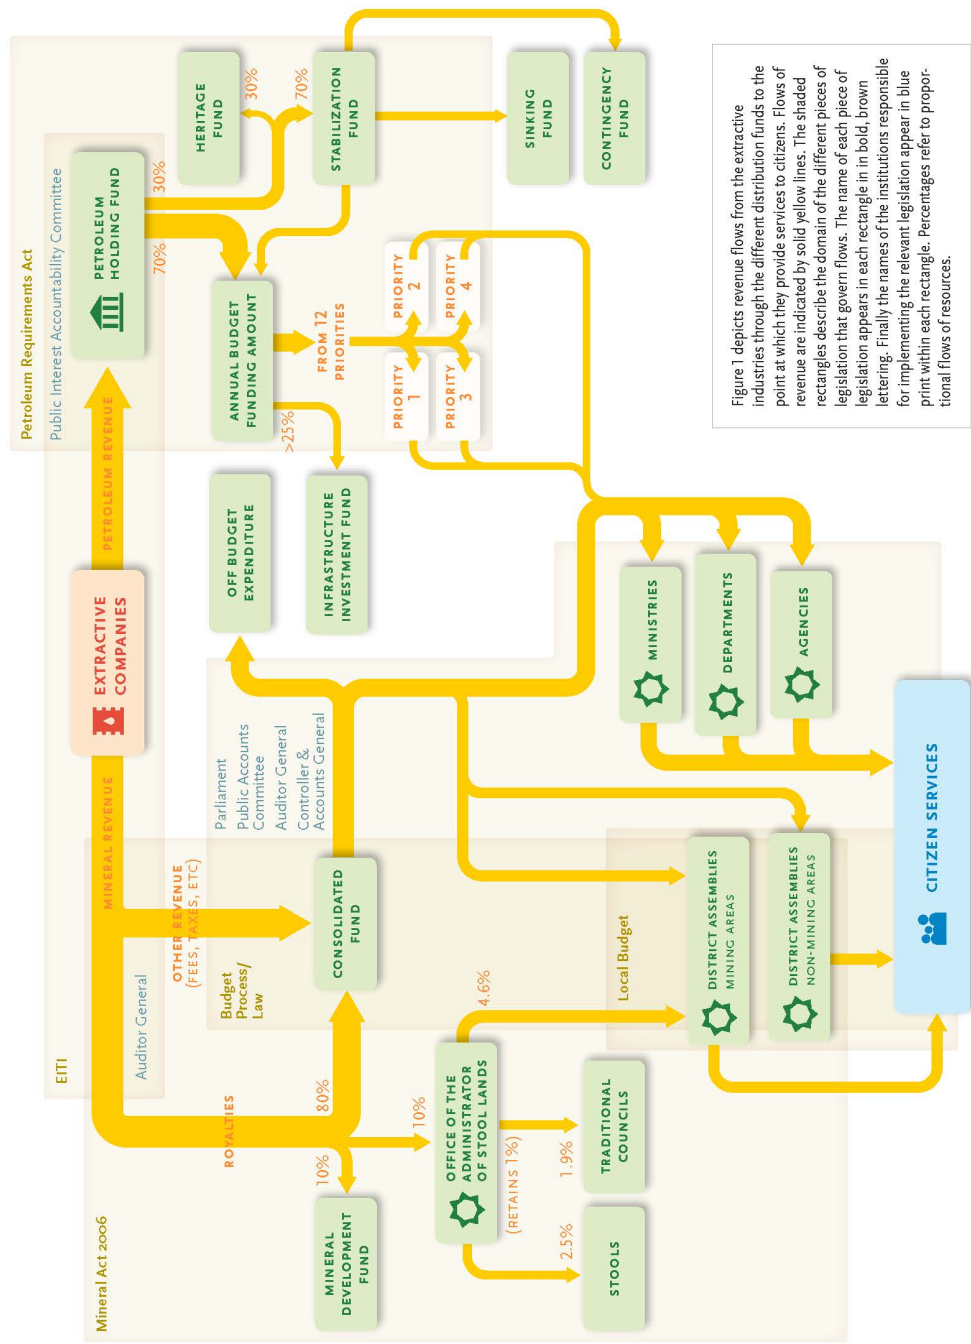 Mineral Act 2006
EITI
Auditor General
MINERAL REVENUE
EXTRACTIVE
COMPANIES
PETROLEUM REVENUE
Petroleum Requirements Act
Public Interest Accountability Committee
PETROLEUM
HOLDING FUND
70%
30%
HERITAGE
FUND
30%
70%
STABILIZATION
FUND
SINKING
FUND
CONTINGENCY
FUND
ANNUAL BUDGET
FUNDING AMOUNT
>25%
FROM 12
PRIORITIES
PRIORITY
1
PRIORITY
2
PRIORITY
3
PRIORITY
4
OFF BUDGET
EXPENDITURE
INFRASTRUCTURE
INVESTMENT FUND
ROYALTIES
OTHER REVENUE
(FEES, TAXES, ETC)
10%
80%
10%
MINERAL
DEVELOPMENT
FUND
Budget
Process/
Law
Parliament
Public Accounts
Committee
Auditor General
Controller &
Accounts General
CONSOLIDATED
FUND
OFFICE OF THE
ADMINISTRATOR
OF STOOL LANDS
(RETAINS 1%)
4.6%
2.5%
1.9%
STOOLS
TRADITIONAL
COUNCILS
Local Budget
DISTRICT ASSEMBLIES
MINING AREAS
DISTRICT ASSEMBLIES
NON-MINING AREAS
MINISTRIES
DEPARTMENTS
AGENCIES
CITIZEN SERVICES
Figure 1 depicts revenue flows from the extractive
industries through the different distribution funds to the
point at which they provide services to citizens. Flows of
revenue are indicated by solid yellow lines. The shaded
rectangles describe the domain of the different pieces of
legislation that govern flows. The name of each piece of
legislation appears in each rectangle in in bold, brown
lettering. Finally the names of the institutions responsible
for implementing the relevant legislation appear in blue
print within each rectangle. Percentages refer to propor-
tional flows of resources.